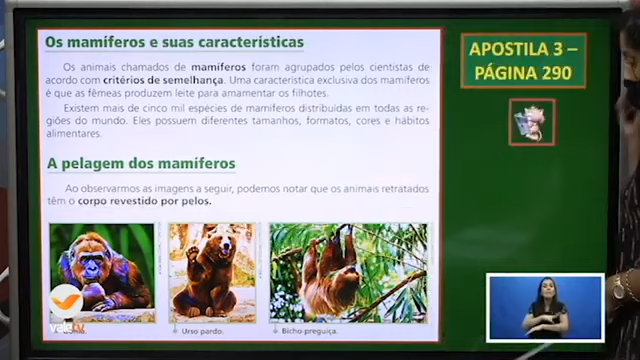 Os mamíferos e suas características
Os animais chamados de mamíferos foram agrupados pelos cientistas de
acordo com critérios de semelhança. Uma característica exclusiva dos mamíferos
é que as fêmeas produzem leite para amamentar os filhotes.
Existem mais de cinco mil espécies de mamíferos distribuídas em todas as re-
giões do mundo. Eles possuem diferentes tamanhos, formatos, cores e hábitos
alimentares.
A pelagem dos mamíferos
Ao observarmos as imagens a seguir, podemos notar que os animais retratados
têm o corpo revestido por pelos.
Urso pardo.
Bicho-preguiça.
valetv
APOSTILA 3 –
PÁGINA 290